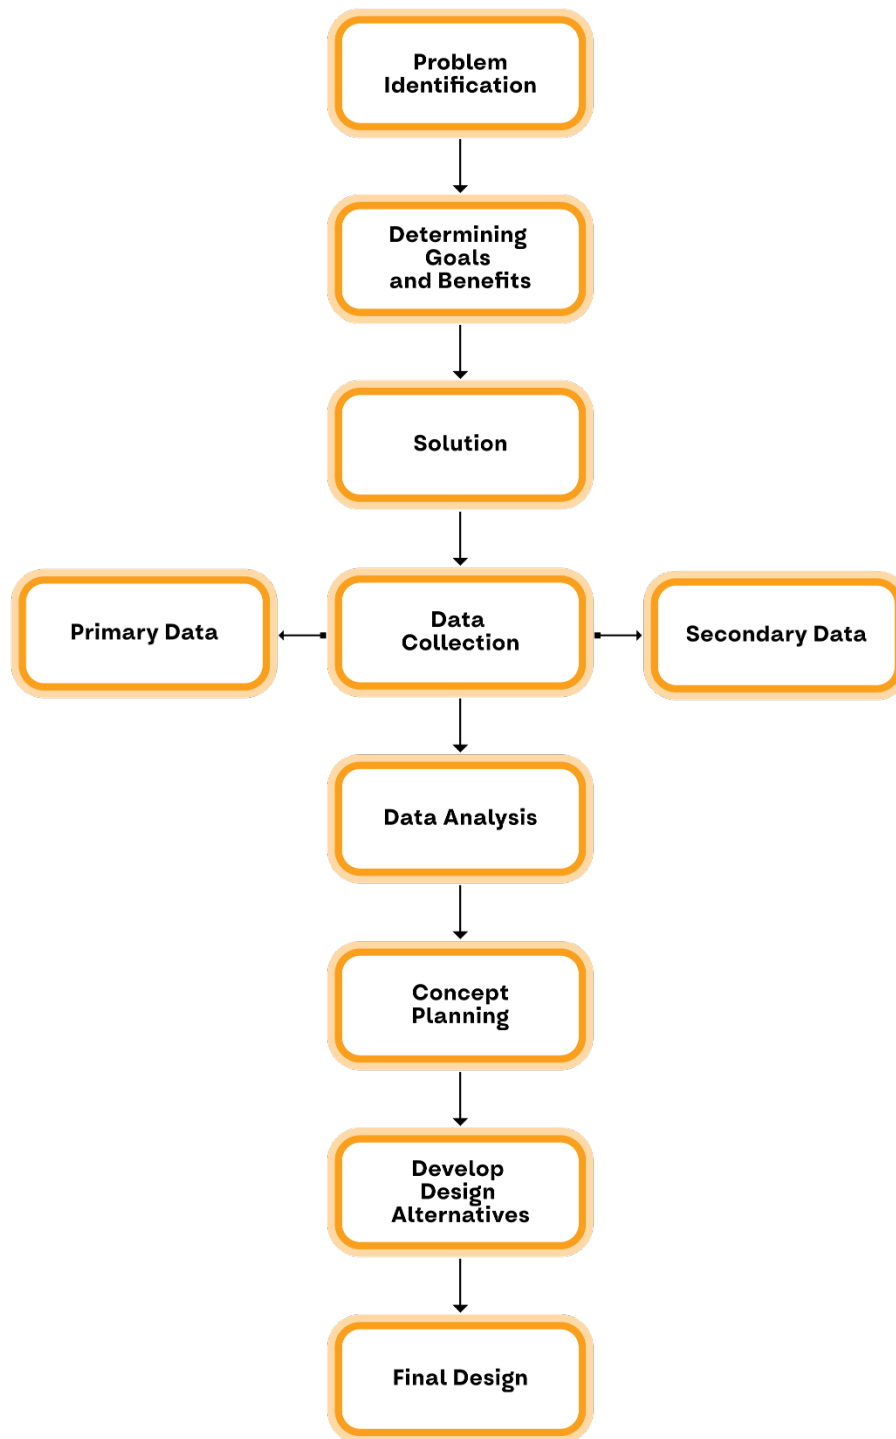 Problem
Identification
Determining
Goals
and Benefits
Solution
Primary Data
Data
Collection
Secondary Data
Data Analysis
Concept
Planning
Develop
Design
Alternatives
Final Design